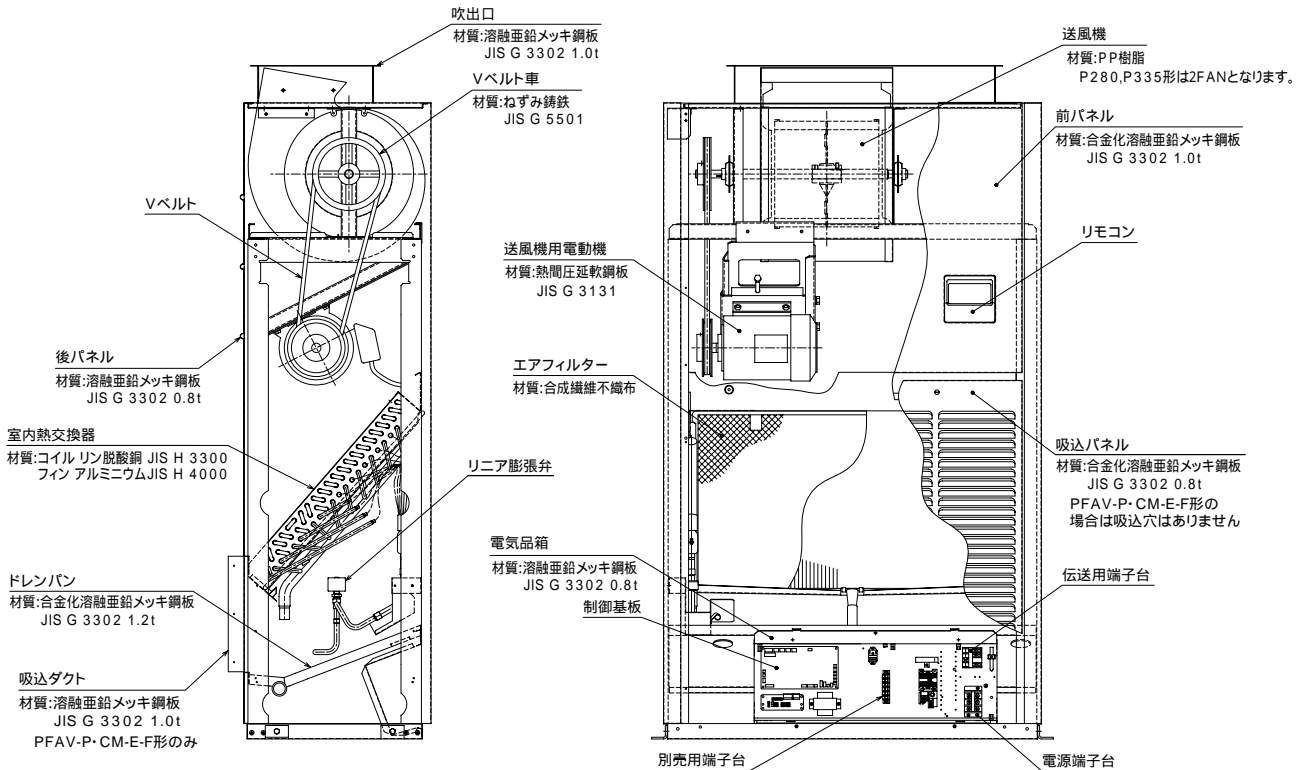 吹出口
材質:溶融亜鉛メッキ鋼板
JIS G 3302 1.0t
Vベルト車
材質:ねずみ鋳鉄
JIS G 5501
Vベルト
後パネル
材質:溶融亜鉛メッキ鋼板
JIS G 3302 0.8t
室内熱交換器
材質:コイル リン脱酸銅 JIS H 3300
フィン アルミニウムJIS H 4000
リニア膨張弁
ドレンパン
材質:合金化溶融亜鉛メッキ鋼板
JIS G 3302 1.2t
吸込ダクト
材質:溶融亜鉛メッキ鋼板
JIS G 3302 1.0t
PFAV-P・CM-E-F形のみ
送風機
材質:PP樹脂
P280,P335形は2FANとなります。
前パネル
材質:合金化溶融亜鉛メッキ鋼板
JIS G 3302 1.0t
リモコン
送風機用電動機
材質:熱間圧延軟鋼板
JIS G 3131
エアフィルター
材質:合成繊維不織布
吸込パネル
材質:合金化溶融亜鉛メッキ鋼板
JIS G 3302 0.8t
PFAV-P・CM-E-F形の
場合は吸込穴はありません
電気品箱
材質:溶融亜鉛メッキ鋼板
JIS G 3302 0.8t
制御基板
伝送用端子台
別売用端子台
電源端子台